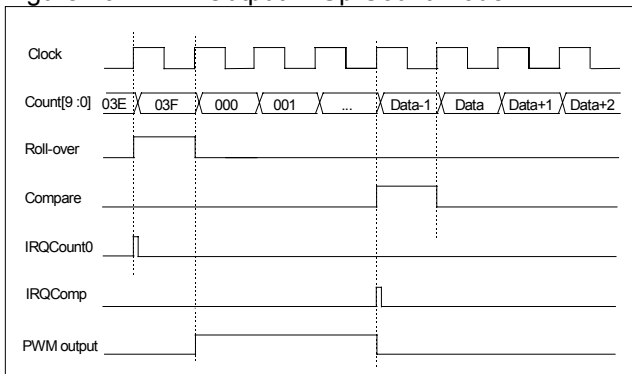 Clock
Count[9 :0] 03E 03F 000 001 ... Data-1 Data Data+1 Data+2
Roll-over
Compare
IRQCount0
IRQComp
PWM output